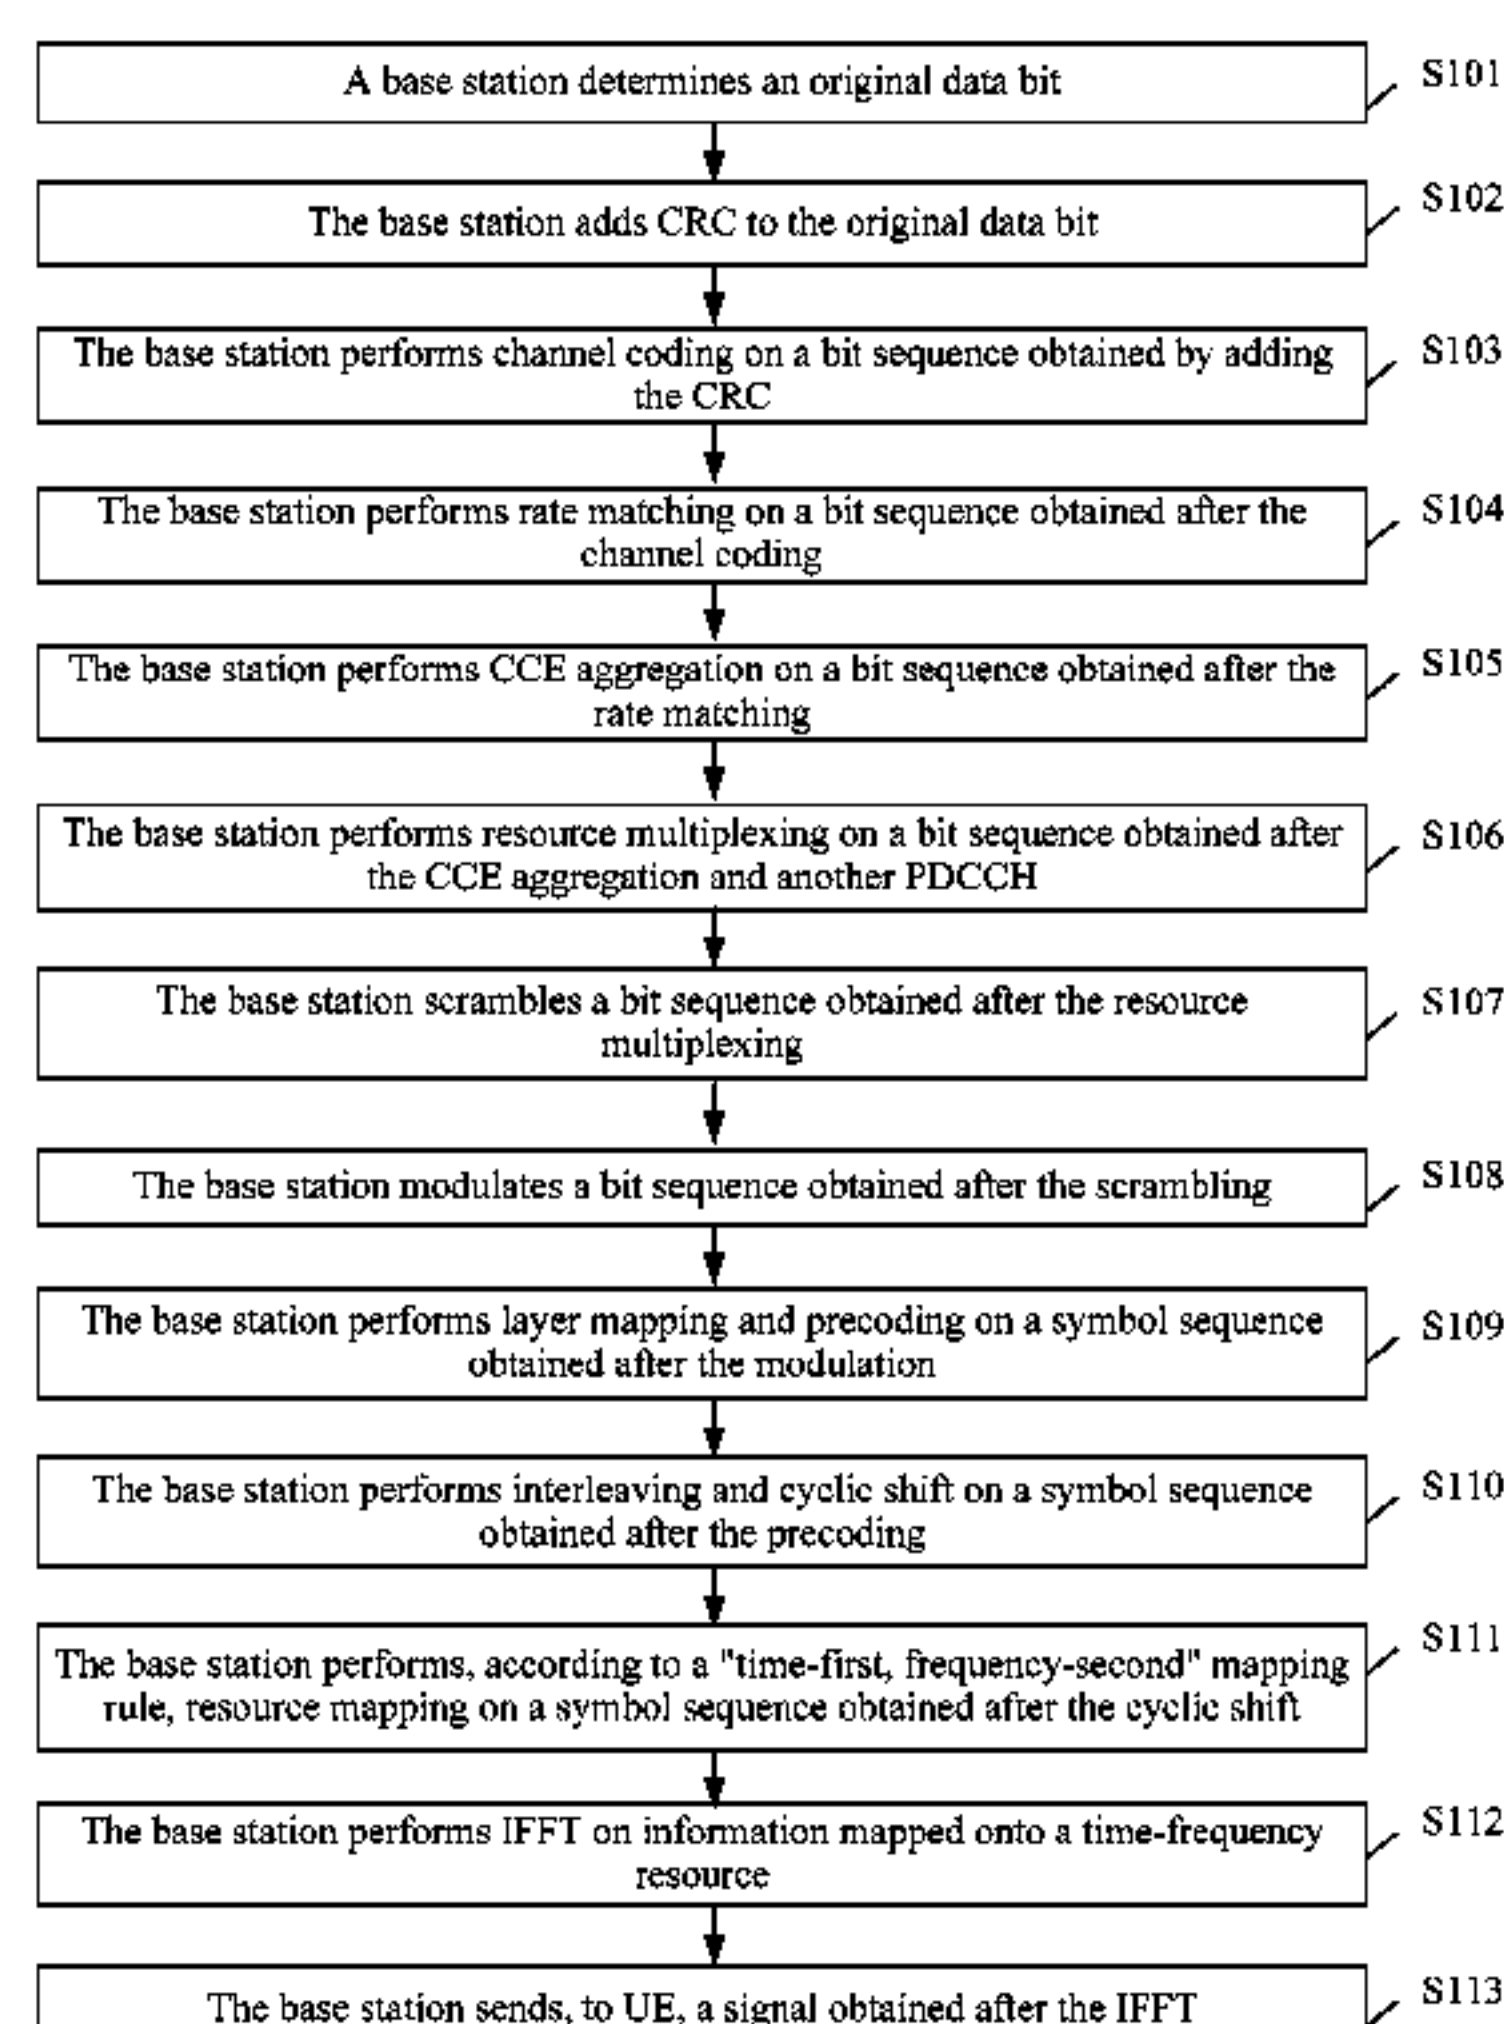 A base station determines an original data bit
S101
The base station adds CRC to the original data bit
S102
The base station performs channel coding on a bit sequence obtained by adding
the CRC
S103
The base station performs rate matching on a bit sequence obtained after the
channel coding
S104
The base station performs CCE aggregation on a bit sequence obtained after the
rate matching
S105
The base station performs resource multiplexing on a bit sequence obtained after
the CCE aggregation and another PDCCH
S106
The base station scrambles a bit sequence obtained after the resource
multiplexing
S107
The base station modulates a bit sequence obtained after the scrambling
S108
The base station performs layer mapping and precoding on a symbol sequence
obtained after the modulation
S109
The base station performs interleaving and cyclic shift on a symbol sequence
obtained after the precoding
S110
The base station performs, according to a "time-first, frequency-second" mapping
rule, resource mapping on a symbol sequence obtained after the cyclic shift
S111
The base station performs IFFT on information mapped onto a time-frequency
resource
S112
The base station sends, to UE, a signal obtained after the IFFT
S113